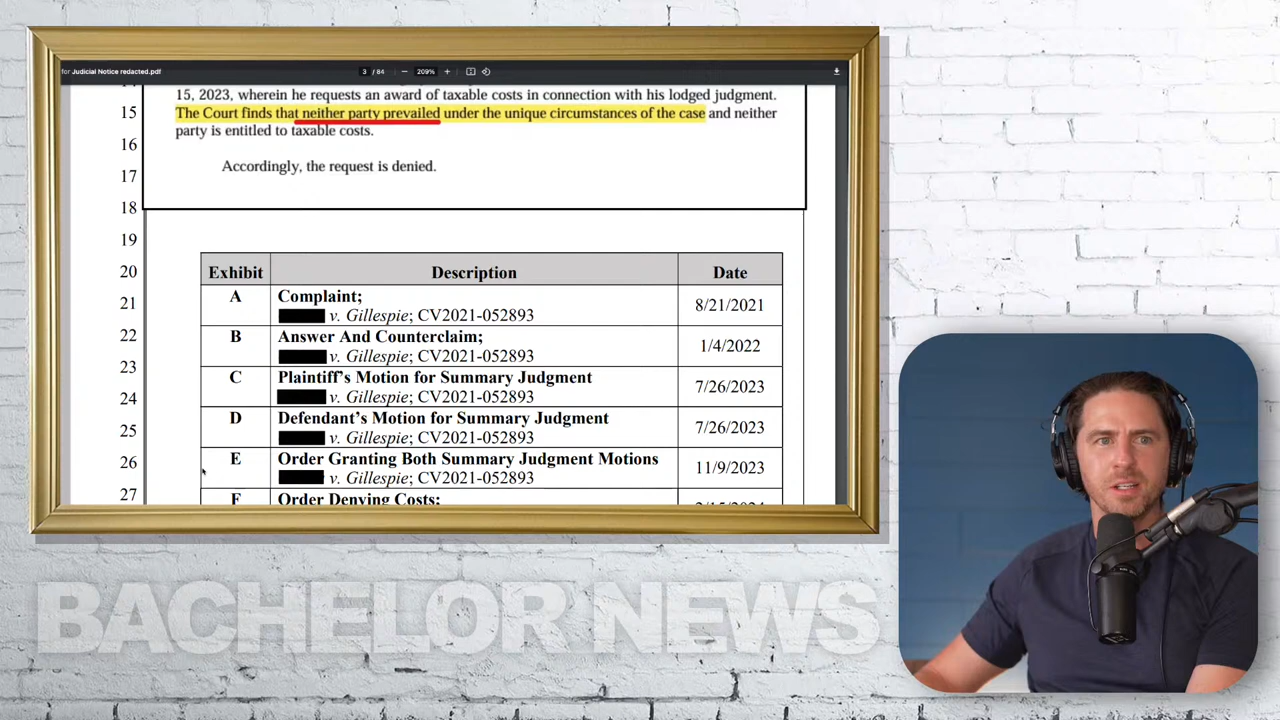 for Judicial Notice redacted.pdf
3 / 84
209%
15, 2023, wherein he requests an award of taxable costs in connection with his lodged judgment.
15
The Court finds that neither party prevailed under the unique circumstances of the case and neither
party is entitled to taxable costs.
16
Accordingly, the request is denied.
17
18
19
20
Exhibit Description Date
21
A Complaint;
v. Gillespie; CV2021-052893
8/21/2021
22
B Answer And Counterclaim;
v. Gillespie; CV2021-052893
1/4/2022
23
C Plaintiff's Motion for Summary Judgment
24
v. Gillespie; CV2021-052893
7/26/2023
D Defendant's Motion for Summary Judgment
25
v. Gillespie; CV2021-052893
7/26/2023
26
E Order Granting Both Summary Judgment Motions
v. Gillespie; CV2021-052893
11/9/2023
27
F Order Denying Costs;
BACHELOR NEWS